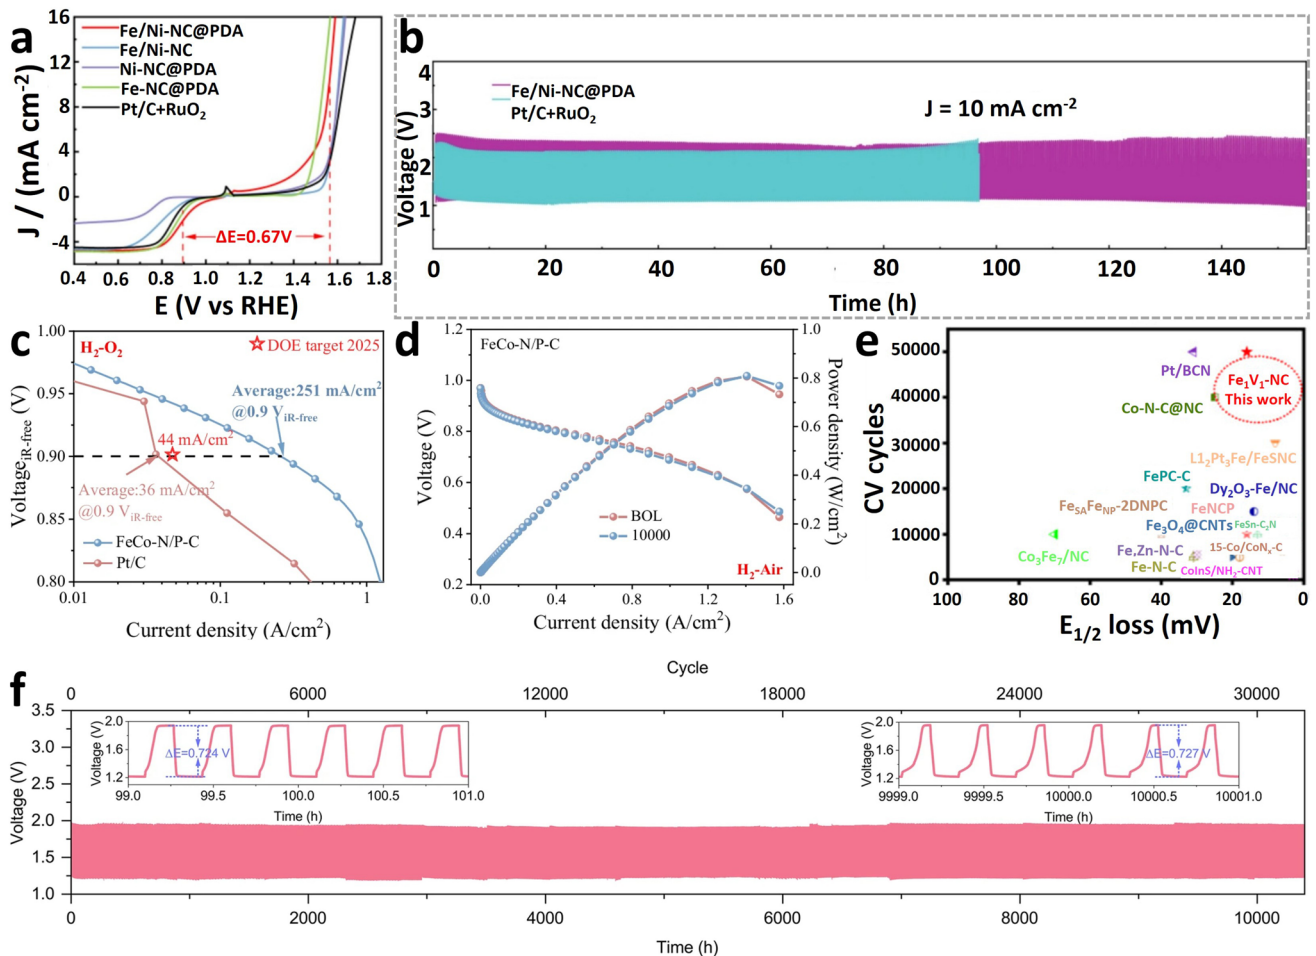 a
16
12
8
4
0
-4
J / (mA cm-2)
Fe/Ni-NC@PDA
Fe/Ni-NC
Ni-NC@PDA
Fe-NC@PDA
Pt/C+RuO2
ΔE=0.67V
0.4 0.6 0.8 1.0 1.2 1.4 1.6 1.8
E (V vs RHE)
b
4
3
2
1
Voltage (V)
Fe/Ni-NC@PDA
Pt/C+RuO2
J = 10 mA cm-2
0 20 40 60 80 100 120 140
Time (h)
c
1.00
0.95
0.90
0.85
0.80
VoltageiR-free (V)
H2-O2
DOE target 2025
Average:251 mA/cm2
@0.9 ViR-free
44 mA/cm2
Average:36 mA/cm2
@0.9 ViR-free
FeCo-N/P-C
Pt/C
0.01 0.1 1
Current density (A/cm2)
d
1.2
1.0
0.8
0.6
0.4
0.2
Voltage (V)
FeCo-N/P-C
BOL
10000
H2-Air
1.0
0.8
0.6
0.4
0.2
0.0
Power density (W/cm2)
0.0 0.2 0.4 0.6 0.8 1.0 1.2 1.4 1.6
Current density (A/cm2)
e
50000
40000
30000
20000
10000
0
CV cycles
Pt/BCN
Fe1V1-NC
This work
Co-N-C@NC
L12Pt3Fe/FeSNC
FePC-C
Dy2O3-Fe/NC
FeSAFeNP-2DNPC
FeNCP
Fe3O4@CNTs
FeSn-C2N
Co3Fe7/NC
Fe,Zn-N-C
15-Co/CoNx-C
Fe-N-C
CoInS/NH2-CNT
100 80 60 40 20 0
E1/2 loss (mV)
f
Cycle
0 6000 12000 18000 24000 30000
3.5
3.0
2.5
2.0
1.5
1.0
Voltage (V)
2.0
1.6
1.2
Voltage (V)
ΔE=0.724 V
99.0 99.5 100.0 100.5 101.0
Time (h)
2.0
1.6
1.2
Voltage (V)
ΔE=0.727 V
9999.0 9999.5 10000.0 10000.5 10001.0
Time (h)
0 2000 4000 6000 8000 10000
Time (h)